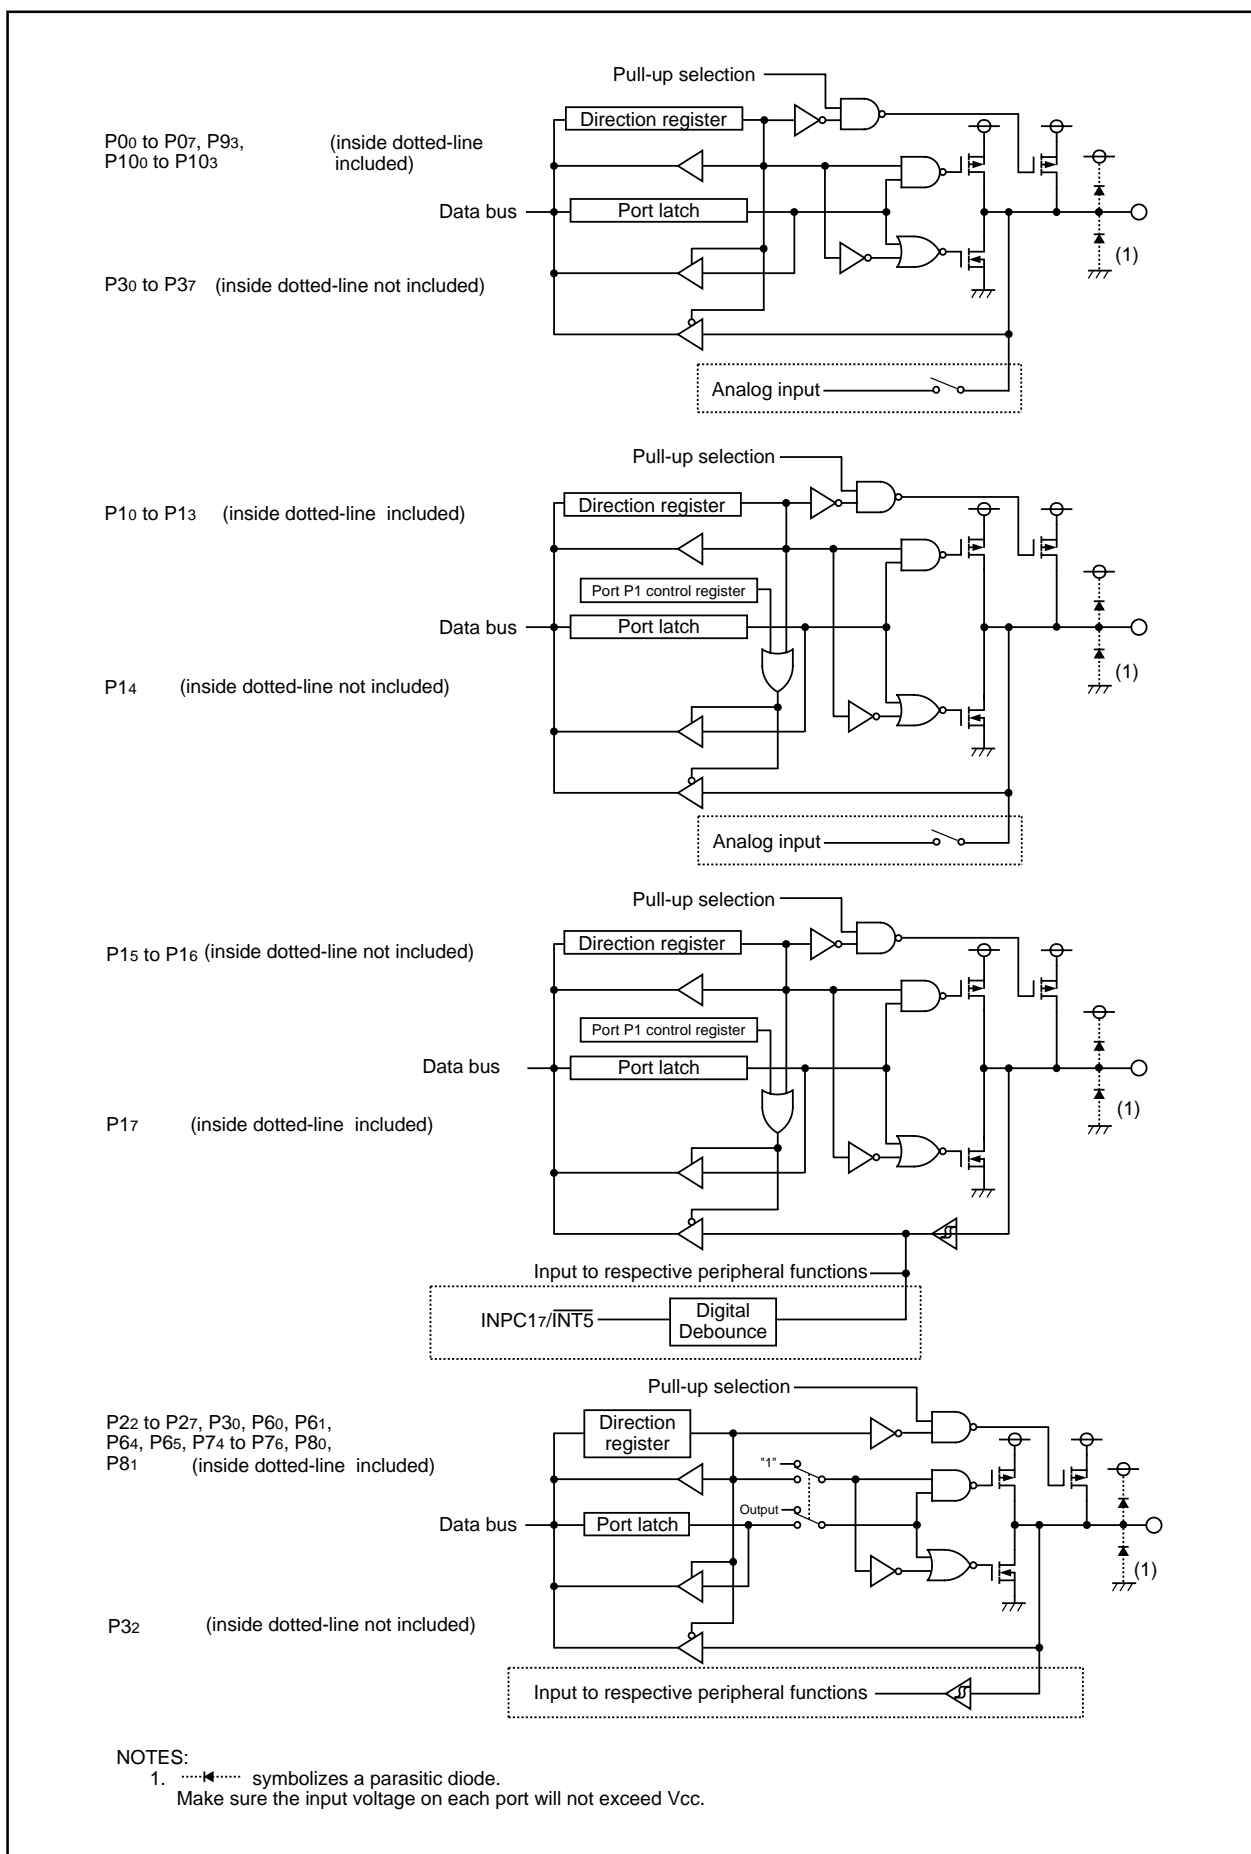 Pull-up selection
P00 to P07, P93,
P100 to P103
(inside dotted-line
included)
Direction register
Data bus
Port latch
(1)
P30 to P37 (inside dotted-line not included)
Analog input
Pull-up selection
P10 to P13 (inside dotted-line included)
Direction register
Port P1 control register
Data bus
Port latch
(1)
P14 (inside dotted-line not included)
Analog input
Pull-up selection
P15 to P16 (inside dotted-line not included)
Direction register
Port P1 control register
Data bus
Port latch
(1)
P17 (inside dotted-line included)
Input to respective peripheral functions
INPC17/INT5
Digital
Debounce
Pull-up selection
P22 to P27, P30, P60, P61,
P64, P65, P74 to P76, P80,
P81 (inside dotted-line included)
Direction
register
"1"
Output
Data bus
Port latch
(1)
P32 (inside dotted-line not included)
Input to respective peripheral functions
NOTES:
1. symbolizes a parasitic diode.
Make sure the input voltage on each port will not exceed Vcc.